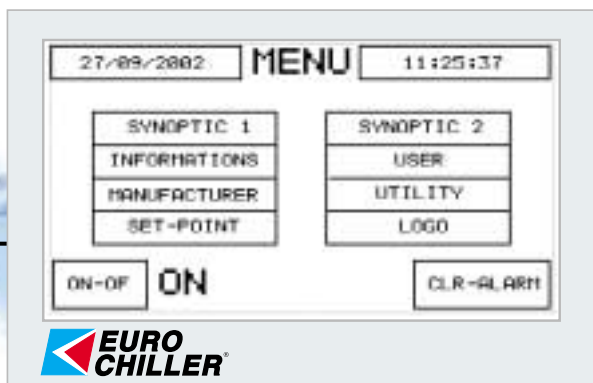 27/09/2002 MENU 11:25:37
SYNOPTIC 1 SYNOPTIC 2
INFORMATIONS USER
MANUFACTURER UTILITY
SET-POINT LOGO
ON-OF ON CLR-ALARM
EURO
CHILLER®